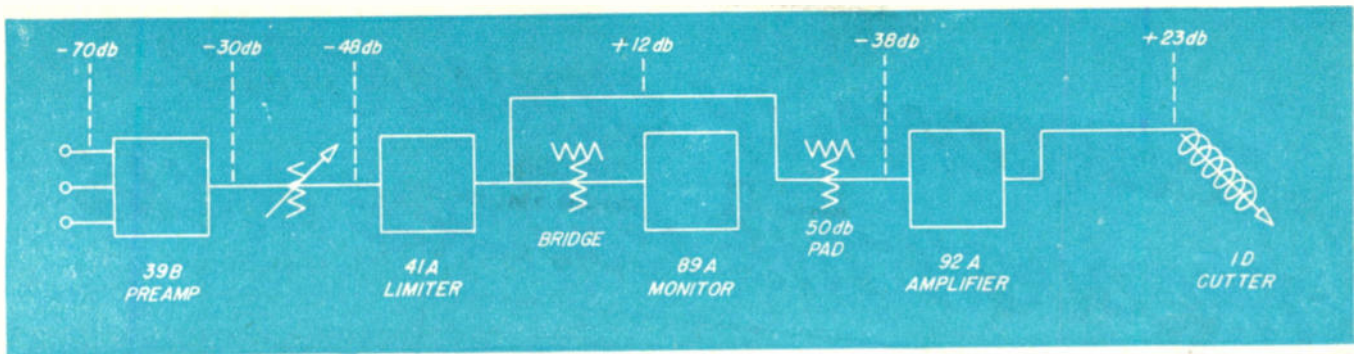 -70db
-30db
-48db
+12db
-38db
+23db
39B
PREAMP
41A
LIMITER
BRIDGE
89A
MONITOR
50db
PAD
92A
AMPLIFIER
1D
CUTTER